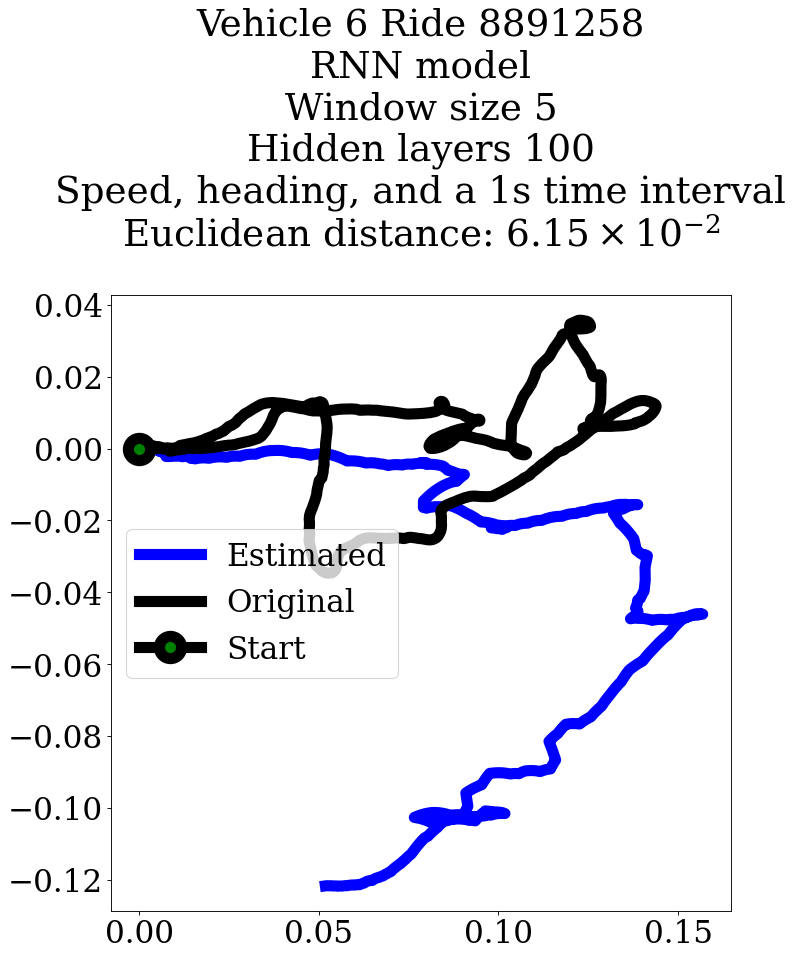 Vehicle 6 Ride 8891258
RNN model
Window size 5
Hidden layers 100
Speed, heading, and a 1s time interval
Euclidean distance: 6.15 × 10⁻²
0.04
0.02
0.00
−0.02
−0.04
−0.06
−0.08
−0.10
−0.12
Estimated
Original
Start
0.00 0.05 0.10 0.15